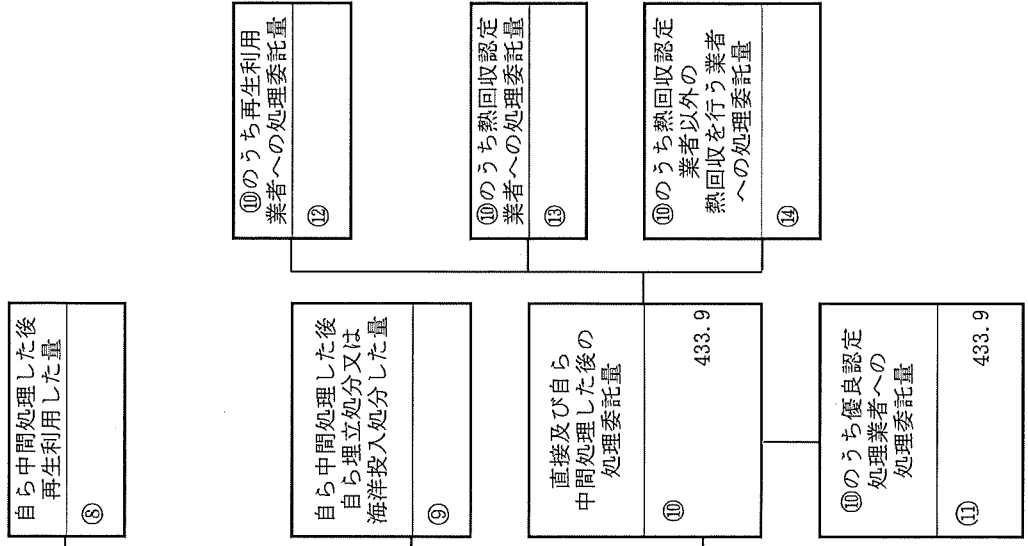 自ら中間処理した後
再生利用した量
⑧
自ら中間処理した後
自ら埋立処分又は
海洋投入処分した量
⑨
直接及び自ら
中間処理した後の
処理委託量
⑩ 433.9
⑩のうち優良認定
処理業者への
処理委託量
⑪ 433.9
⑩のうち再生利用
業者への処理委託量
⑫
⑩のうち熱回収認定
業者への処理委託量
⑬
⑩のうち熱回収認定
業者以外の
熱回収を行う業者
への処理委託量
⑭